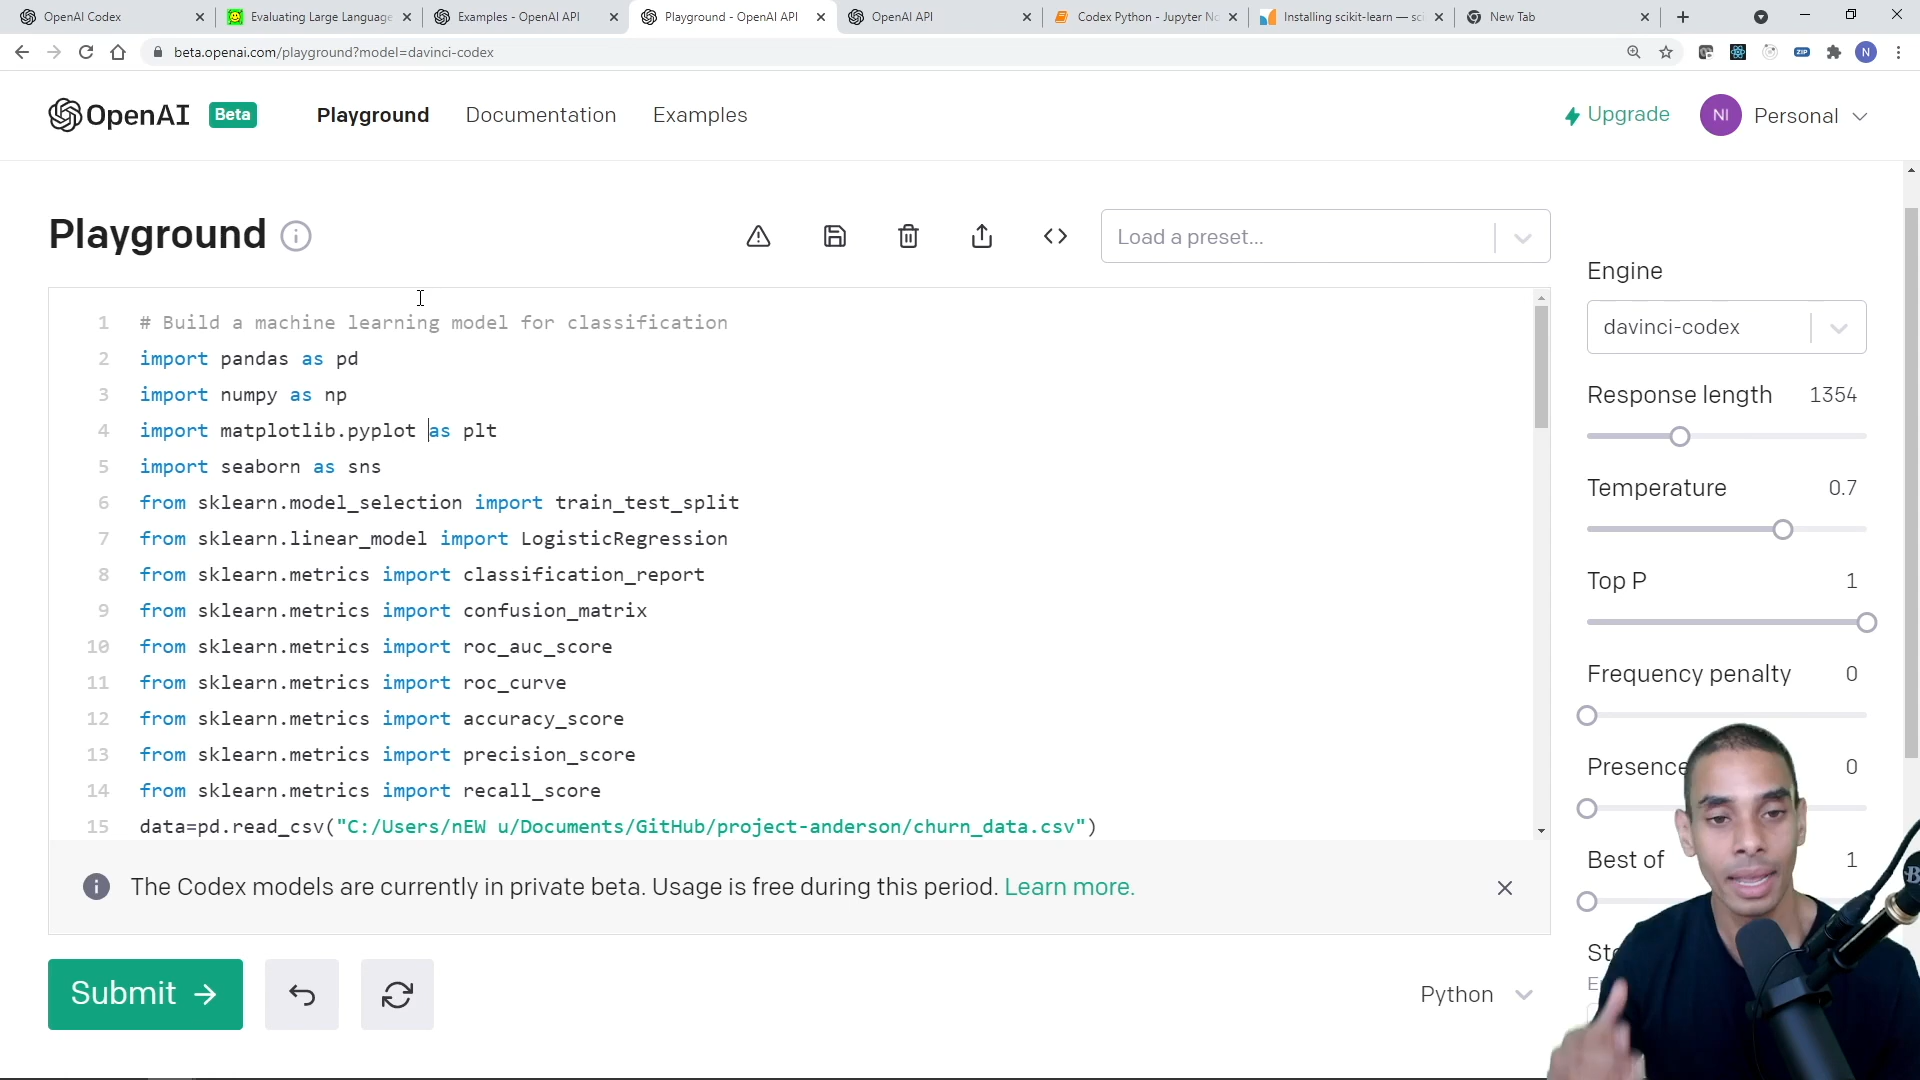 OpenAI Codex
Evaluating Large Language
Examples - OpenAI API
Playground - OpenAI API
OpenAI API
Codex Python - Jupyter No
Installing scikit-learn — sci
New Tab
beta.openai.com/playground?model=davinci-codex
ZIP
N
OpenAI
Beta
Playground
Documentation
Examples
Upgrade
NI
Personal
Playground
Load a preset...
Engine
davinci-codex
Response length 1354
Temperature 0.7
Top P 1
Frequency penalty 0
Presence 0
Best of 1
1 # Build a machine learning model for classification
2 import pandas as pd
3 import numpy as np
4 import matplotlib.pyplot as plt
5 import seaborn as sns
6 from sklearn.model_selection import train_test_split
7 from sklearn.linear_model import LogisticRegression
8 from sklearn.metrics import classification_report
9 from sklearn.metrics import confusion_matrix
10 from sklearn.metrics import roc_auc_score
11 from sklearn.metrics import roc_curve
12 from sklearn.metrics import accuracy_score
13 from sklearn.metrics import precision_score
14 from sklearn.metrics import recall_score
15 data=pd.read_csv("C:/Users/nEW u/Documents/GitHub/project-anderson/churn_data.csv")
The Codex models are currently in private beta. Usage is free during this period. Learn more.
Submit
Python